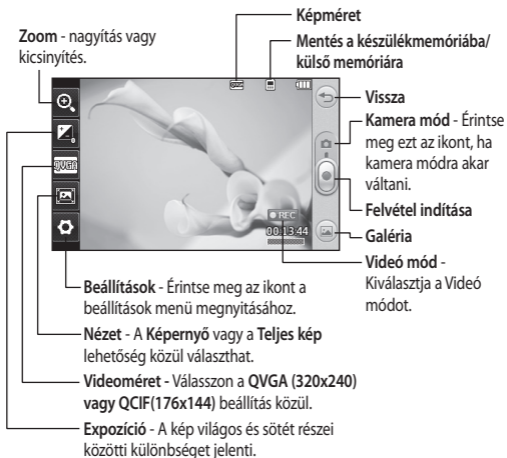 Képméret
Zoom - nagyítás vagy
kicsinyítés.
Mentés a készülékmemóriába/
külső memóriára
Vissza
Kamera mód - Érintse
meg ezt az ikont, ha
kamera módra akar
váltani.
Felvétel indítása
Galéria
Videó mód -
Kiválasztja a Videó
módot.
QVGA
REC
00:13:44
Beállítások - Érintse meg az ikont a
beállítások menü megnyitásához.
Nézet - A Képernyő vagy a Teljes kép
lehetőség közül választhat.
Videoméret - Válasszon a QVGA (320x240)
vagy QCIF(176x144) beállítás közül.
Expozíció - A kép világos és sötét részei
közötti különbséget jelenti.